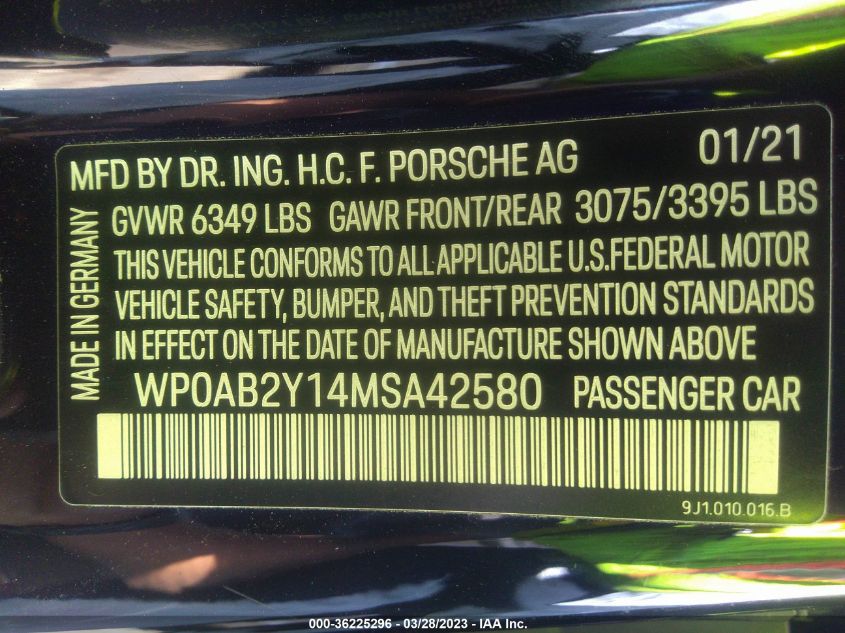 MFD BY DR. ING. H.C. F. PORSCHE AG 01/21
GVWR 6349 LBS GAWR FRONT/REAR 3075/3395 LBS
THIS VEHICLE CONFORMS TO ALL APPLICABLE U.S.FEDERAL MOTOR
VEHICLE SAFETY, BUMPER, AND THEFT PREVENTION STANDARDS
IN EFFECT ON THE DATE OF MANUFACTURE SHOWN ABOVE
MADE IN GERMANY
WP0AB2Y14MSA42580 PASSENGER CAR
9J1.010.016.B
000-36225296 - 03/28/2023 - IAA Inc.